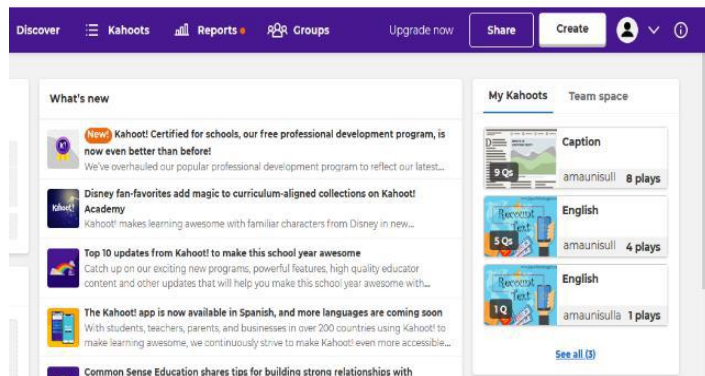 Discover Kahoots Reports Groups Upgrade now Share Create
What's new
New! Kahoot! Certified for schools, our free professional development program, is
now even better than before!
We've overhauled our popular professional development program to reflect our latest...
Disney fan-favorites add magic to curriculum-aligned collections on Kahoot!
Academy
Kahoot! makes learning awesome with familiar characters from Disney in new...
Top 10 updates from Kahoot! to make this school year awesome
Catch up on our exciting new programs, powerful features, high quality educator
content and other updates that will help you make this school year awesome with...
The Kahoot! app is now available in Spanish, and more languages are coming soon
With students, teachers, parents, and businesses in over 200 countries using Kahoot! to
make learning awesome, we continuously strive to make Kahoot! even more accessible...
Common Sense Education shares tips for building strong relationships with
My Kahoots Team space
Caption
9 Qs
amaunisull 8 plays
Recount
Text
English
5 Qs
amaunisull 4 plays
Recount
Text
English
1 Q
amaunisulla 1 plays
See all (3)